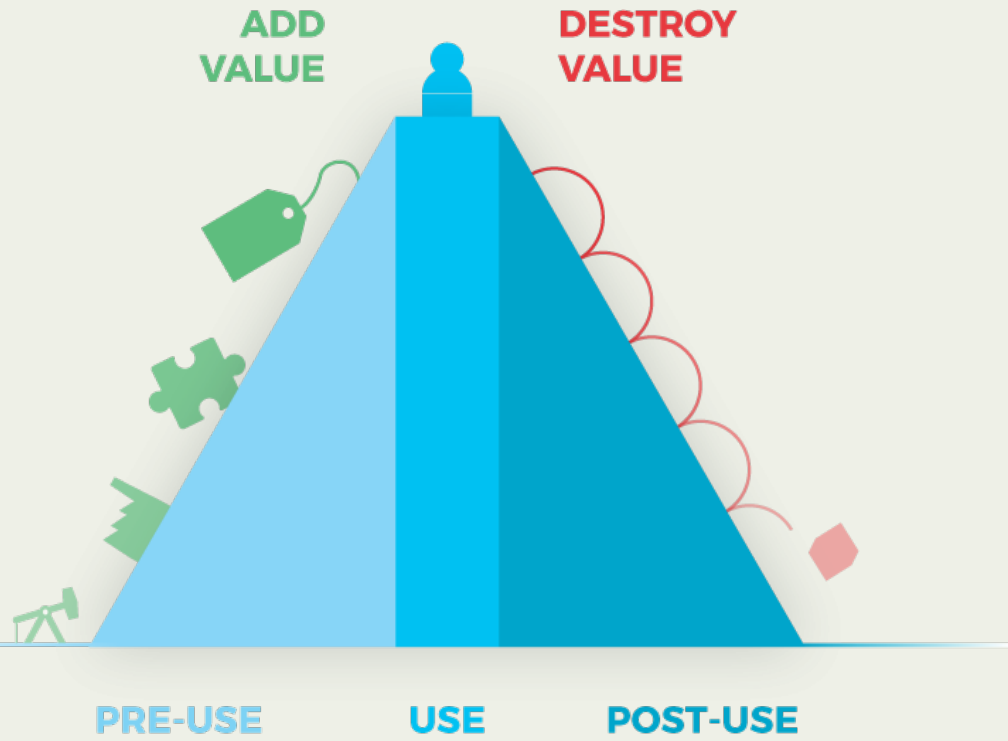 ADD
VALUE
DESTROY
VALUE
PRE-USE
USE
POST-USE